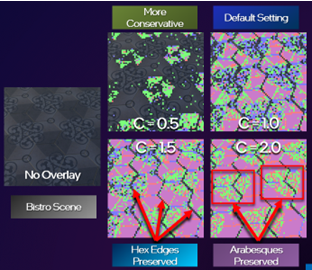 More
Conservative
Default Setting
C = 0.5
C = 1.0
No Overlay
C = 1.5
C = 2.0
Bistro Scene
Hex Edges
Preserved
Arabesques
Preserved